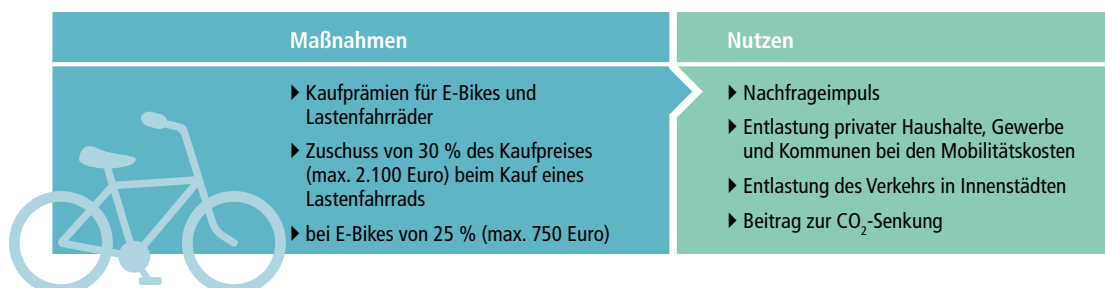 Maßnahmen
▸ Kaufprämien für E-Bikes und
Lastenfahrräder
▸ Zuschuss von 30 % des Kaufpreises
(max. 2.100 Euro) beim Kauf eines
Lastenfahrrads
▸ bei E-Bikes von 25 % (max. 750 Euro)
Nutzen
▸ Nachfrageimpuls
▸ Entlastung privater Haushalte, Gewerbe
und Kommunen bei den Mobilitätskosten
▸ Entlastung des Verkehrs in Innenstädten
▸ Beitrag zur CO₂-Senkung